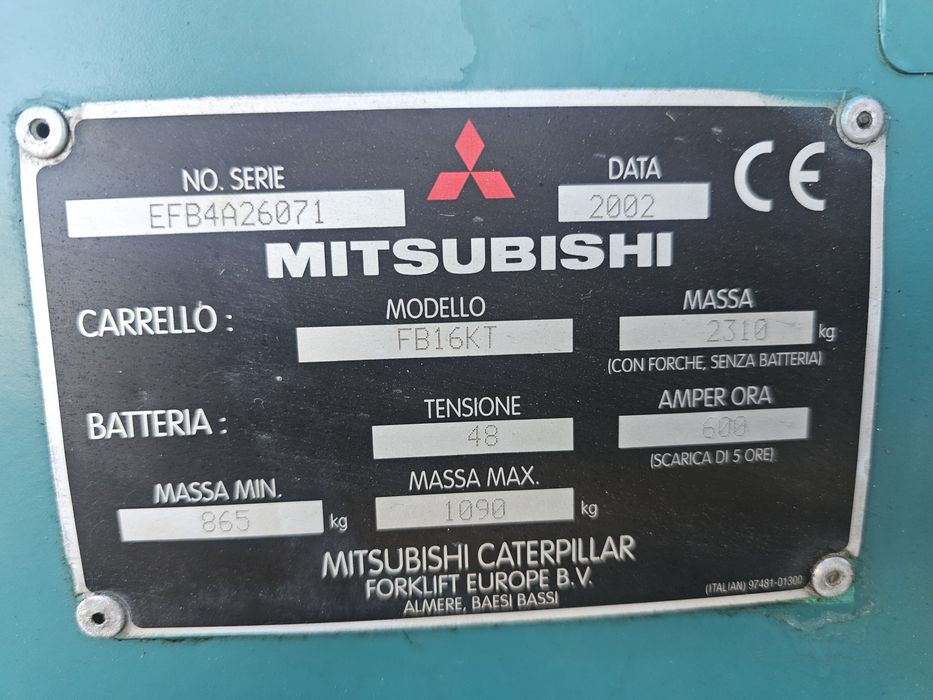 NO. SERIE
EFB4A26071
DATA
2002
CE
MITSUBISHI
CARRELLO :
MODELLO
FB16KT
MASSA
2310 kg
(CON FORCHE, SENZA BATTERIA)
BATTERIA :
TENSIONE
48
AMPER ORA
600
(SCARICA DI 5 ORE)
MASSA MIN.
865 kg
MASSA MAX.
1090 kg
MITSUBISHI CATERPILLAR
FORKLIFT EUROPE B.V.
ALMERE, BAESI BASSI
(ITALIAN) 97481-01300